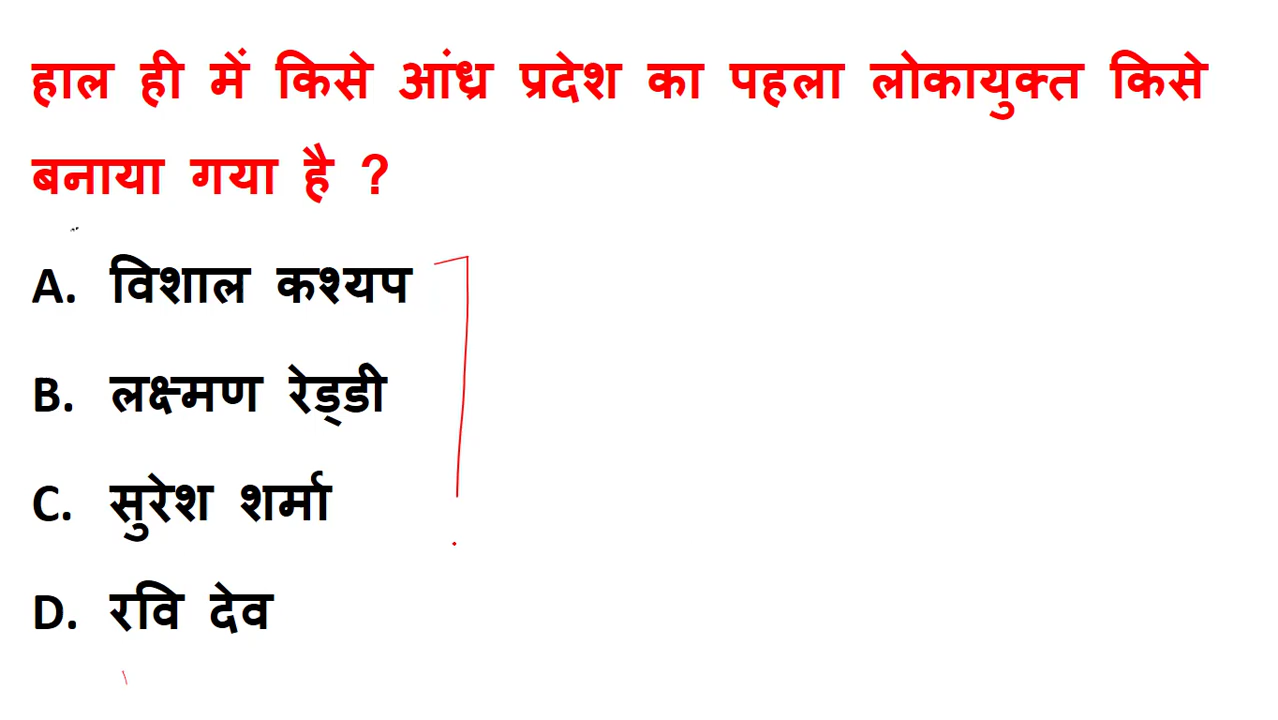 हाल ही में किसे आंध्र प्रदेश का पहला लोकायुक्त किसे
बनाया गया है ?
A. विशाल कश्यप
B. लक्ष्मण रेड्डी
C. सुरेश शर्मा
D. रवि देव